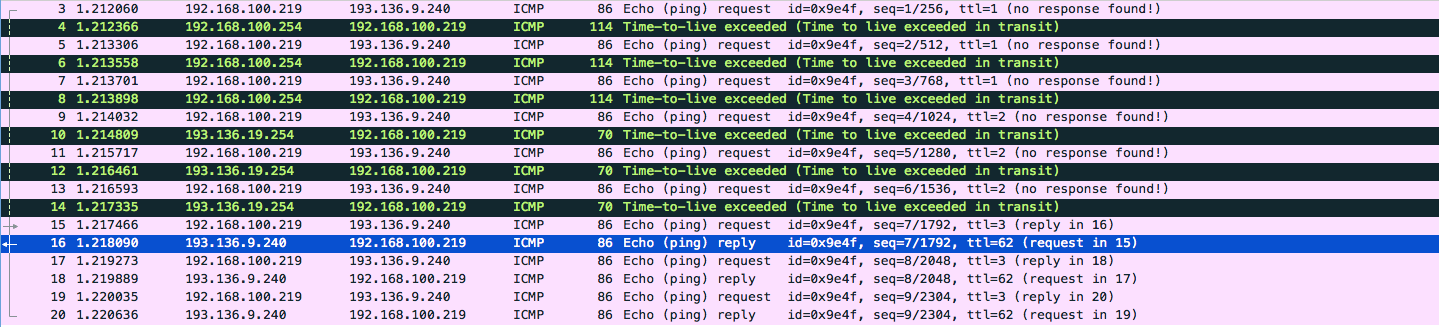 3 1.212060 192.168.100.219 193.136.9.240 ICMP 86 Echo (ping) request id=0x9e4f, seq=1/256, ttl=1 (no response found!)
4 1.212366 192.168.100.254 192.168.100.219 ICMP 114 Time-to-live exceeded (Time to live exceeded in transit)
5 1.213306 192.168.100.219 193.136.9.240 ICMP 86 Echo (ping) request id=0x9e4f, seq=2/512, ttl=1 (no response found!)
6 1.213558 192.168.100.254 192.168.100.219 ICMP 114 Time-to-live exceeded (Time to live exceeded in transit)
7 1.213701 192.168.100.219 193.136.9.240 ICMP 86 Echo (ping) request id=0x9e4f, seq=3/768, ttl=1 (no response found!)
8 1.213898 192.168.100.254 192.168.100.219 ICMP 114 Time-to-live exceeded (Time to live exceeded in transit)
9 1.214032 192.168.100.219 193.136.9.240 ICMP 86 Echo (ping) request id=0x9e4f, seq=4/1024, ttl=2 (no response found!)
10 1.214809 193.136.19.254 192.168.100.219 ICMP 70 Time-to-live exceeded (Time to live exceeded in transit)
11 1.215717 192.168.100.219 193.136.9.240 ICMP 86 Echo (ping) request id=0x9e4f, seq=5/1280, ttl=2 (no response found!)
12 1.216461 193.136.19.254 192.168.100.219 ICMP 70 Time-to-live exceeded (Time to live exceeded in transit)
13 1.216593 192.168.100.219 193.136.9.240 ICMP 86 Echo (ping) request id=0x9e4f, seq=6/1536, ttl=2 (no response found!)
14 1.217335 193.136.19.254 192.168.100.219 ICMP 70 Time-to-live exceeded (Time to live exceeded in transit)
15 1.217466 192.168.100.219 193.136.9.240 ICMP 86 Echo (ping) request id=0x9e4f, seq=7/1792, ttl=3 (reply in 16)
16 1.218090 193.136.9.240 192.168.100.219 ICMP 86 Echo (ping) reply id=0x9e4f, seq=7/1792, ttl=62 (request in 15)
17 1.219273 192.168.100.219 193.136.9.240 ICMP 86 Echo (ping) request id=0x9e4f, seq=8/2048, ttl=3 (reply in 18)
18 1.219889 193.136.9.240 192.168.100.219 ICMP 86 Echo (ping) reply id=0x9e4f, seq=8/2048, ttl=62 (request in 17)
19 1.220035 192.168.100.219 193.136.9.240 ICMP 86 Echo (ping) request id=0x9e4f, seq=9/2304, ttl=3 (reply in 20)
20 1.220636 193.136.9.240 192.168.100.219 ICMP 86 Echo (ping) reply id=0x9e4f, seq=9/2304, ttl=62 (request in 19)